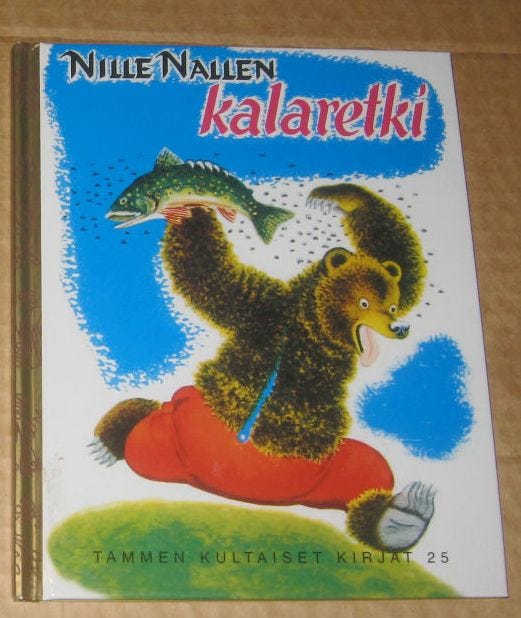 NILLE NALLEN
kalaretki
TAMMEN KULTAISET KIRJAT 25